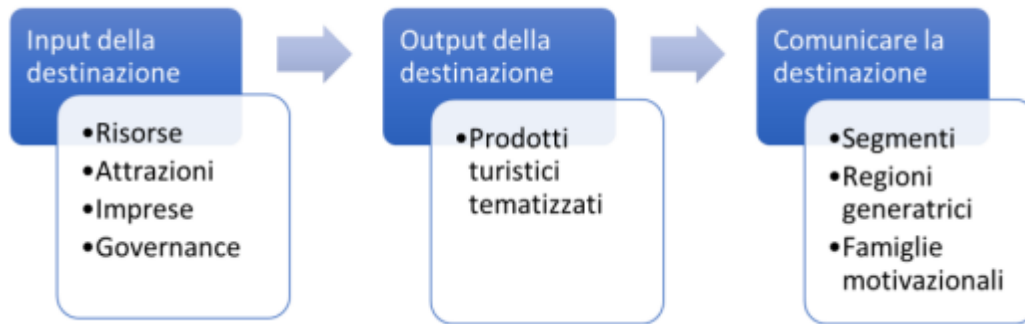 Input della
destinazione
•Risorse
•Attrazioni
•Imprese
•Governance
Output della
destinazione
•Prodotti
turistici
tematizzati
Comunicare la
destinazione
•Segmenti
•Regioni
generatrici
•Famiglie
motivazionali